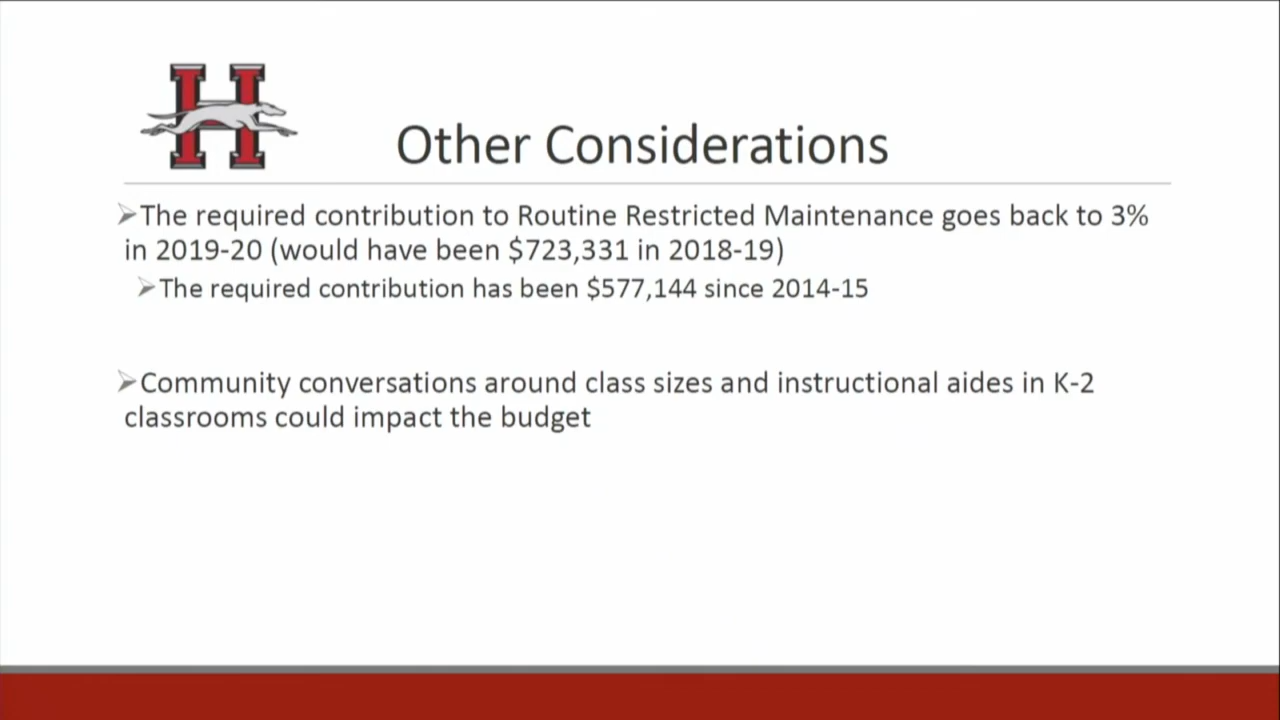 H
Other Considerations
➢The required contribution to Routine Restricted Maintenance goes back to 3%
in 2019-20 (would have been $723,331 in 2018-19)
➢The required contribution has been $577,144 since 2014-15
➢Community conversations around class sizes and instructional aides in K-2
classrooms could impact the budget